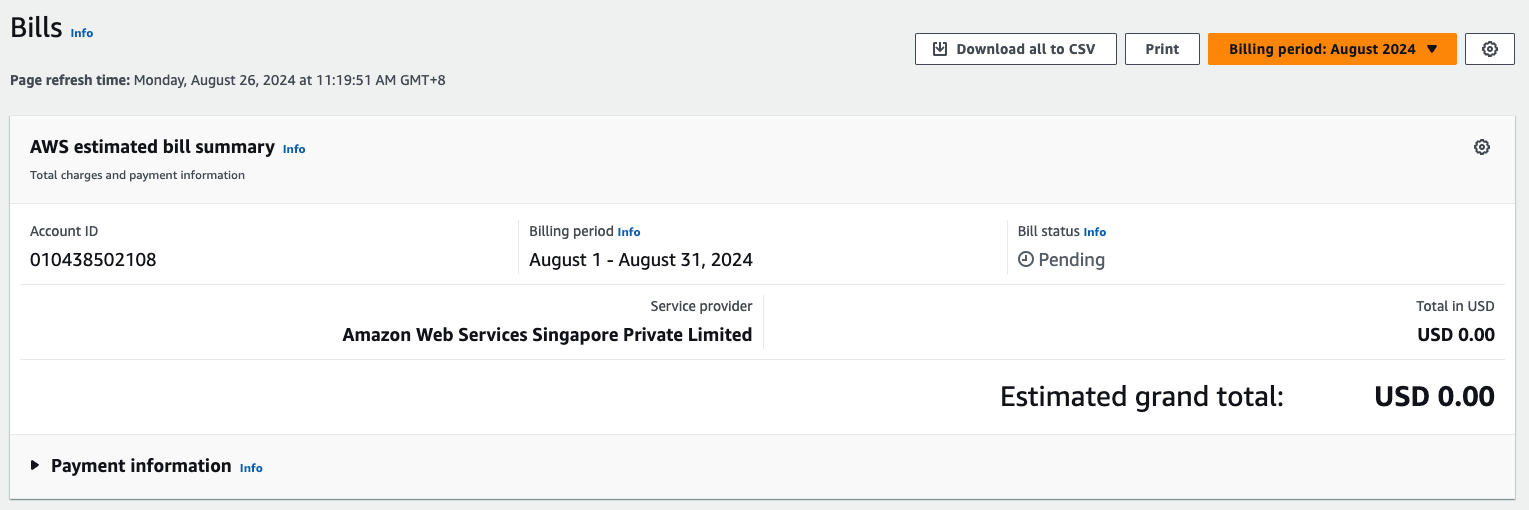 Bills Info
Download all to CSV
Print
Billing period: August 2024
Page refresh time: Monday, August 26, 2024 at 11:19:51 AM GMT+8
AWS estimated bill summary Info
Total charges and payment information
Account ID
010438502108
Billing period Info
August 1 - August 31, 2024
Bill status Info
Pending
Service provider
Amazon Web Services Singapore Private Limited
Total in USD
USD 0.00
Estimated grand total: USD 0.00
Payment information Info